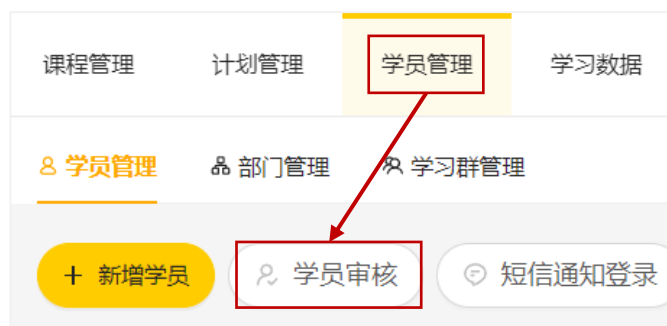 课程管理 计划管理 学员管理 学习数据
学员管理 部门管理 学习群管理
+ 新增学员 学员审核 短信通知登录